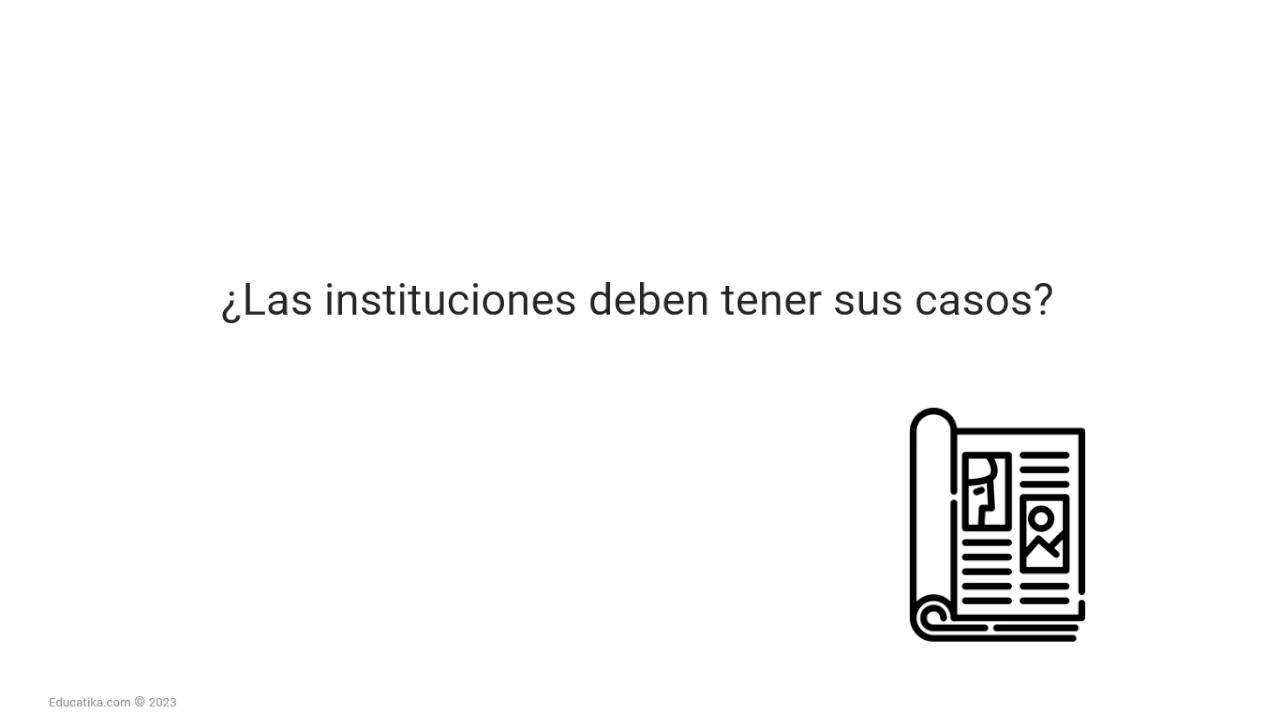 ¿Las instituciones deben tener sus casos?
Educatika.com © 2023